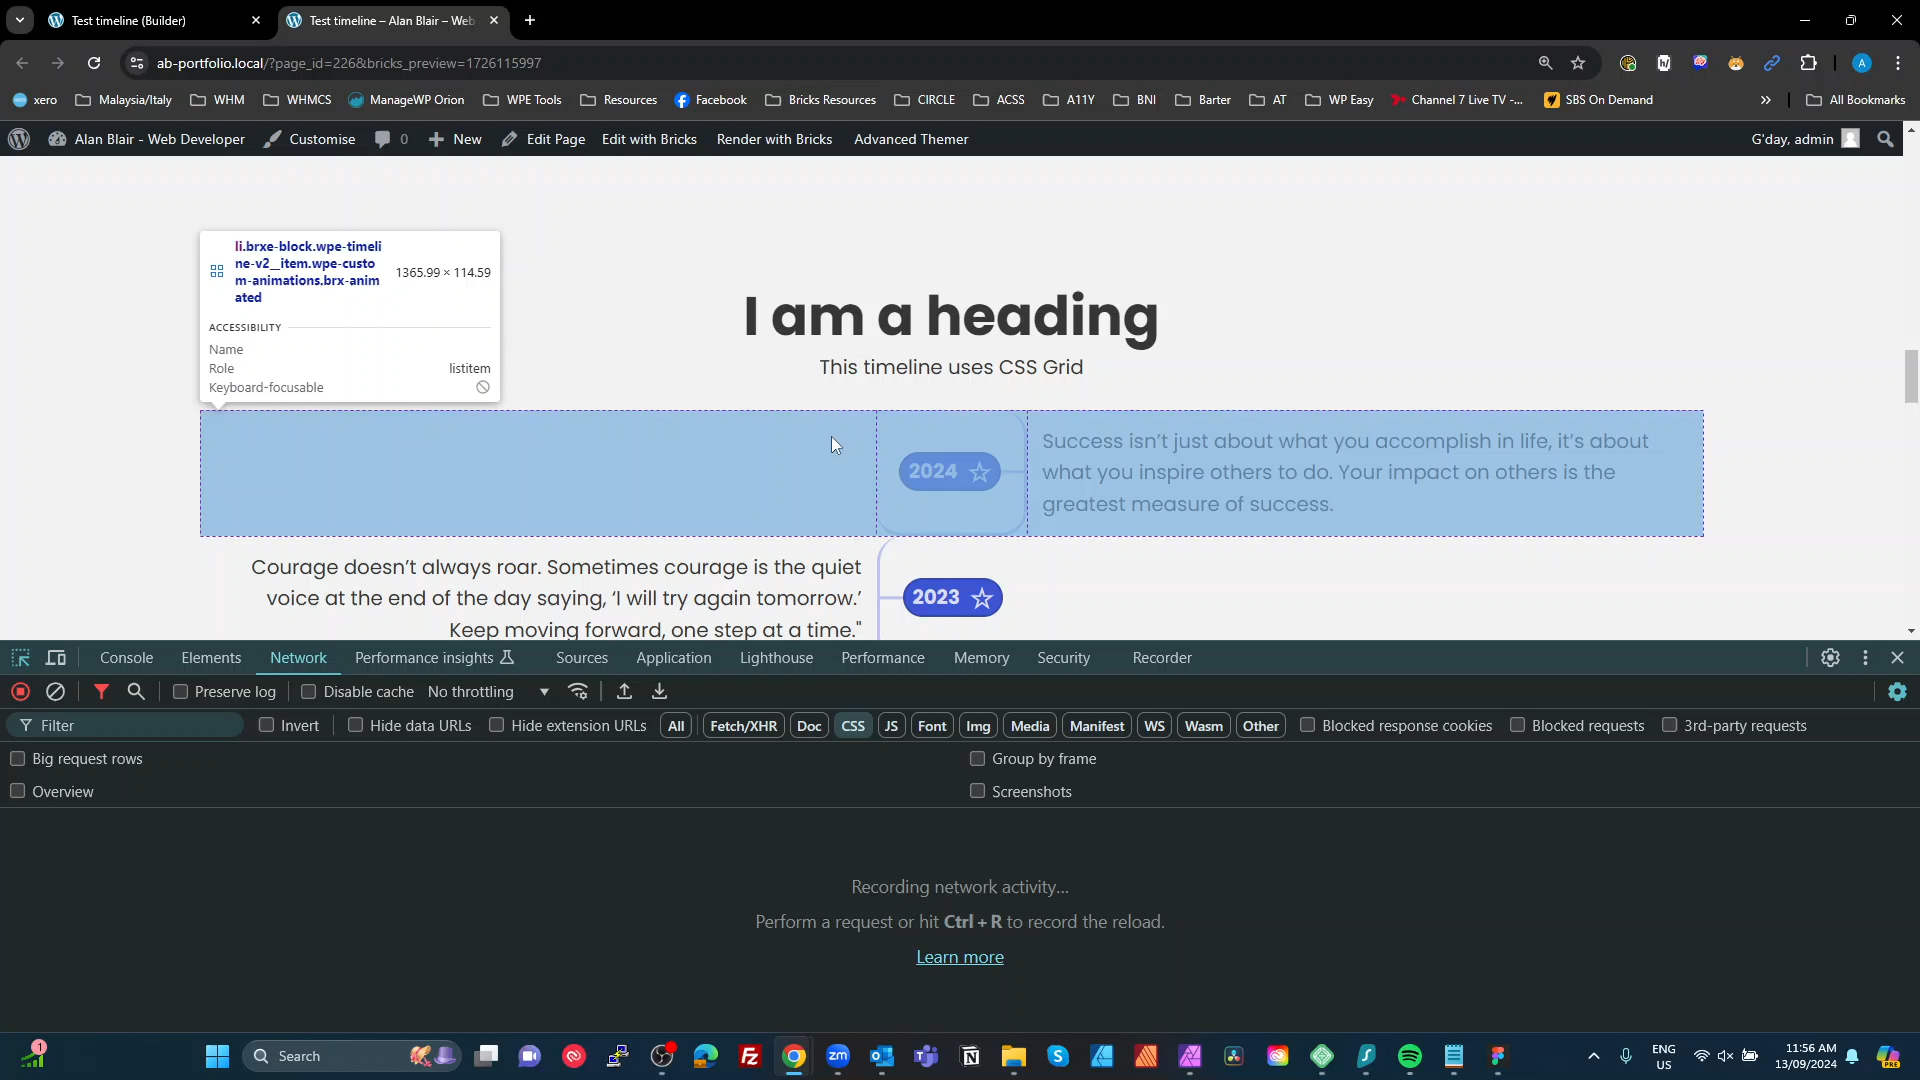 Test timeline (Builder)
Test timeline – Alan Blair – Web
ab-portfolio.local/?page_id=226&bricks_preview=1726115997
A
xero
Malaysia/Italy
WHM
WHMCS
ManageWP Orion
WPE Tools
Resources
Facebook
Bricks Resources
CIRCLE
ACSS
A11Y
BNI
Barter
AT
WP Easy
Channel 7 Live TV -...
SBS On Demand
All Bookmarks
Alan Blair - Web Developer
Customise
0
New
Edit Page
Edit with Bricks
Render with Bricks
Advanced Themer
G'day, admin
li.brxe-block.wpe-timeli
ne-v2__item.wpe-custo
m-animations.brx-anim
ated
1365.99 × 114.59
ACCESSIBILITY
Name
Role
listitem
Keyboard-focusable
I am a heading
This timeline uses CSS Grid
2024
Success isn’t just about what you accomplish in life, it’s about
what you inspire others to do. Your impact on others is the
greatest measure of success.
Courage doesn’t always roar. Sometimes courage is the quiet
voice at the end of the day saying, ‘I will try again tomorrow.’
Keep moving forward, one step at a time."
2023
Console
Elements
Network
Performance insights
Sources
Application
Lighthouse
Performance
Memory
Security
Recorder
Preserve log
Disable cache
No throttling
Filter
Invert
Hide data URLs
Hide extension URLs
All
Fetch/XHR
Doc
CSS
JS
Font
Img
Media
Manifest
WS
Wasm
Other
Blocked response cookies
Blocked requests
3rd-party requests
Big request rows
Group by frame
Overview
Screenshots
Recording network activity...
Perform a request or hit Ctrl + R to record the reload.
Learn more
1
Search
ENG
US
11:56 AM
13/09/2024